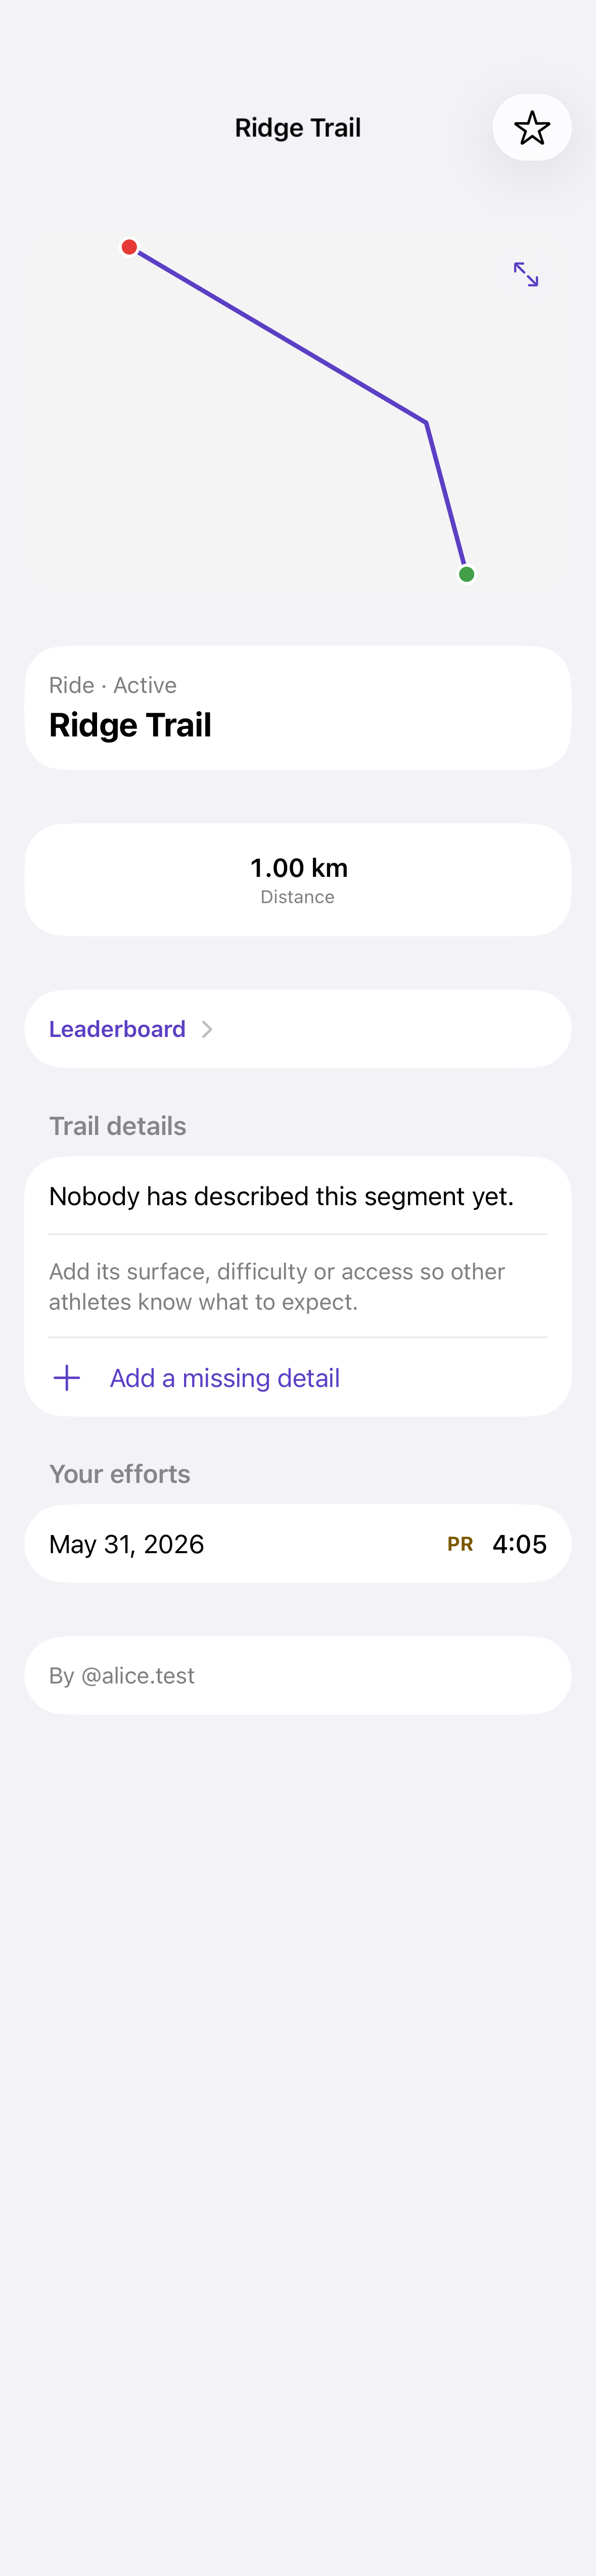 Ridge Trail
Ride · Active
Ridge Trail
1.00 km
Distance
Leaderboard
Trail details
Nobody has described this segment yet.
Add its surface, difficulty or access so other
athletes know what to expect.
Add a missing detail
Your efforts
May 31, 2026 PR 4:05
By @alice.test